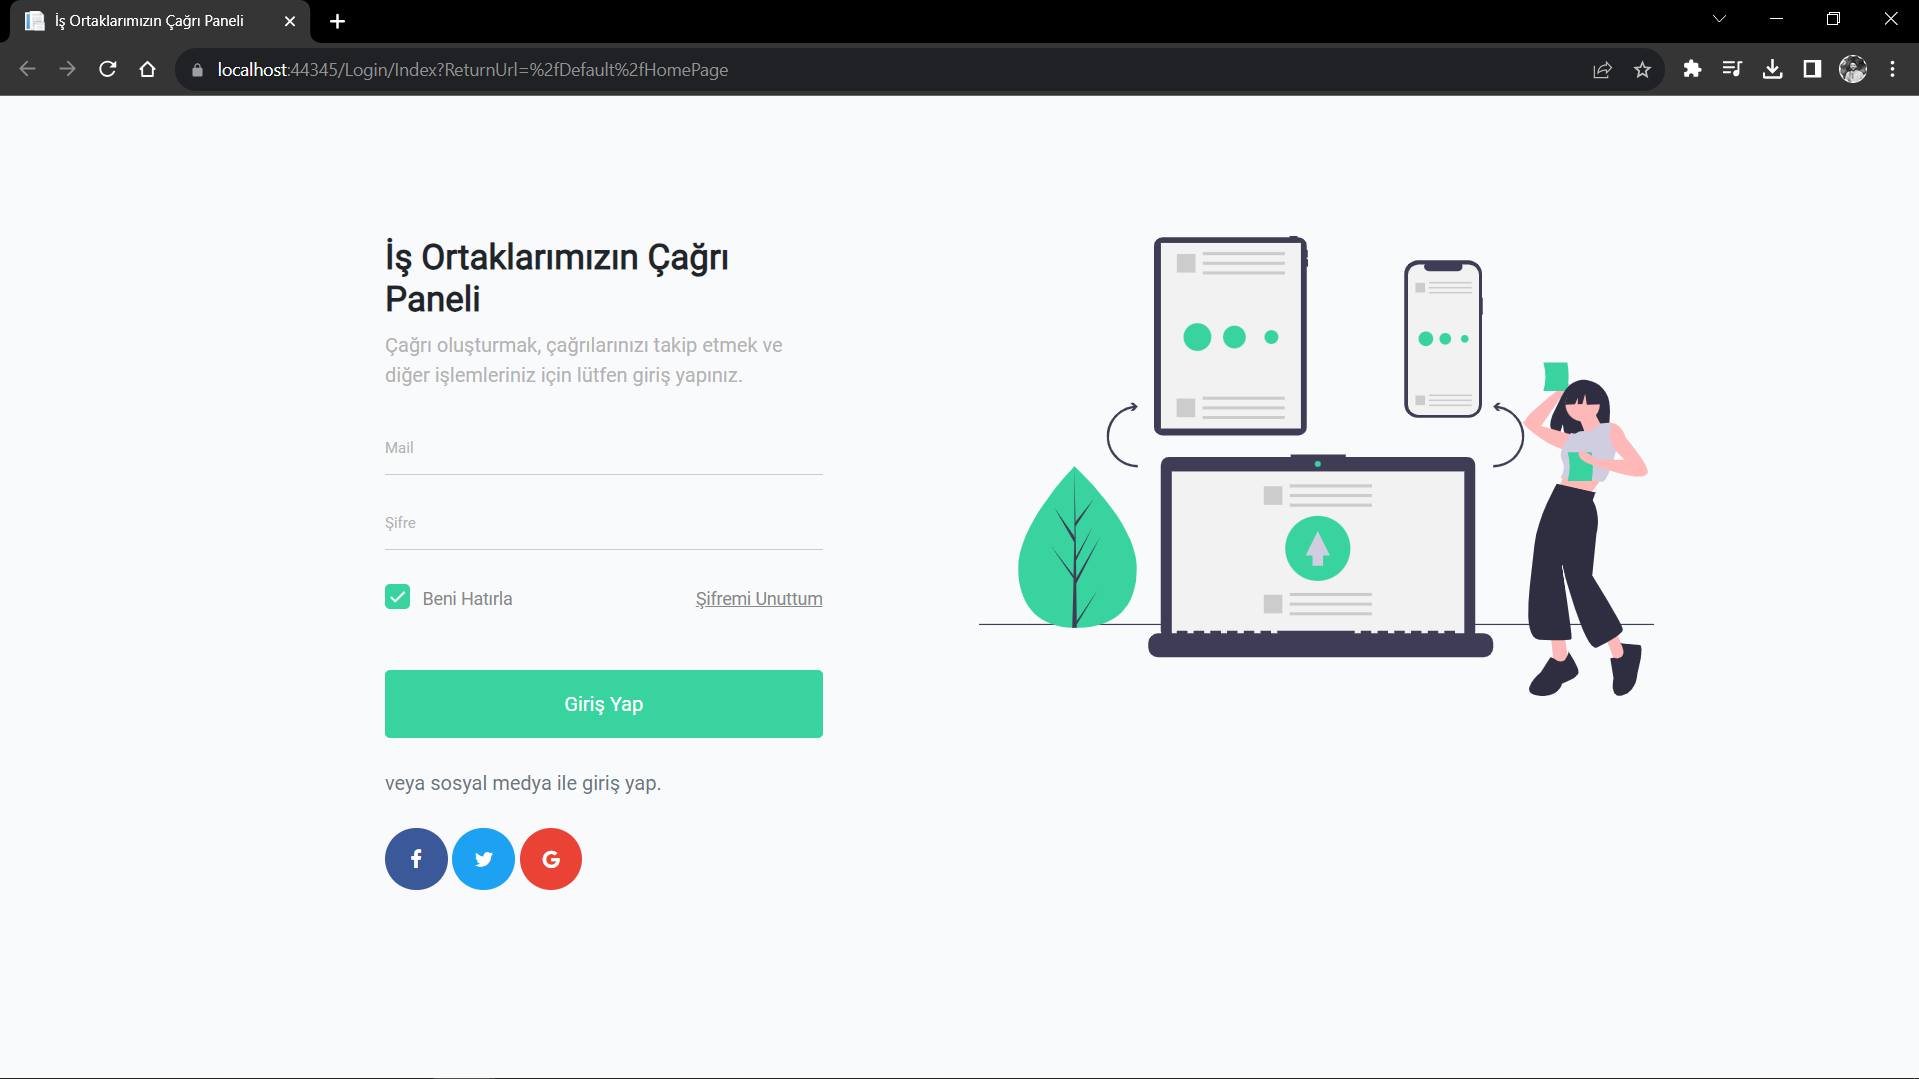 İş Ortaklarımızın Çağrı Paneli
localhost:44345/Login/Index?ReturnUrl=%2fDefault%2fHomePage
İş Ortaklarımızın Çağrı
Paneli
Çağrı oluşturmak, çağrılarınızı takip etmek ve
diğer işlemleriniz için lütfen giriş yapınız.
Mail
Şifre
Beni Hatırla Şifremi Unuttum
Giriş Yap
veya sosyal medya ile giriş yap.